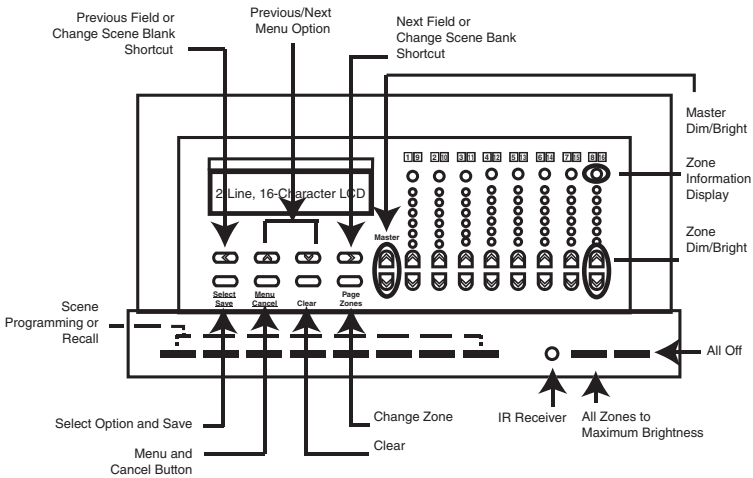 Previous Field or
Change Scene Blank
Shortcut
Previous/Next
Menu Option
Next Field or
Change Scene Bank
Shortcut
Master
Dim/Bright
1 9 2 10 3 11 4 12 5 13 6 14 7 15 8 16
Zone
Information
Display
2 Line, 16-Character LCD
Master
Zone
Dim/Bright
Select
Save
Menu
Cancel
Clear
Page
Zones
Scene
Programming or
Recall
All Off
Select Option and Save
Menu and
Cancel Button
Clear
Change Zone
IR Receiver
All Zones to
Maximum Brightness